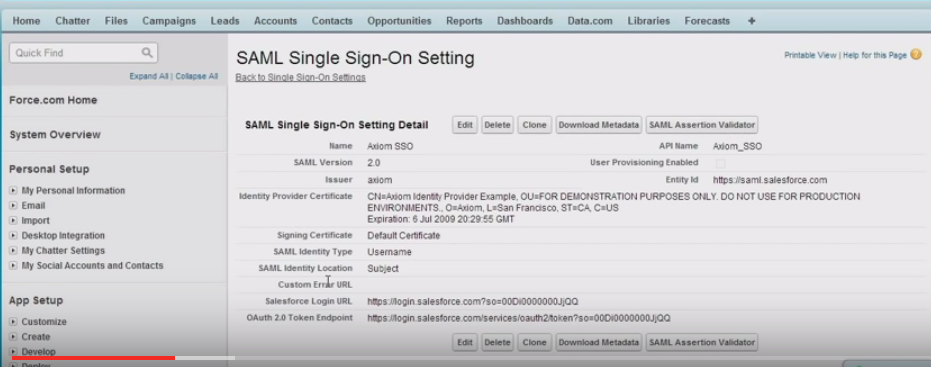 Home Chatter Files Campaigns Leads Accounts Contacts Opportunities Reports Dashboards Data.com Libraries Forecasts +
Quick Find
Expand All | Collapse All
Force.com Home
System Overview
Personal Setup
My Personal Information
Email
Import
Desktop Integration
My Chatter Settings
My Social Accounts and Contacts
App Setup
Customize
Create
Develop
Deploy
SAML Single Sign-On Setting
Back to Single Sign-On Settings
Printable View | Help for this Page ?
SAML Single Sign-On Setting Detail Edit Delete Clone Download Metadata SAML Assertion Validator
Name Axiom SSO API Name Axiom_SSO
SAML Version 2.0 User Provisioning Enabled
Issuer axiom Entity Id https://saml.salesforce.com
Identity Provider Certificate CN=Axiom Identity Provider Example, OU=FOR DEMONSTRATION PURPOSES ONLY. DO NOT USE FOR PRODUCTION
ENVIRONMENTS., O=Axiom, L=San Francisco, ST=CA, C=US
Expiration: 6 Jul 2009 20:29:55 GMT
Signing Certificate Default Certificate
SAML Identity Type Username
SAML Identity Location Subject
Custom Error URL
Salesforce Login URL https://login.salesforce.com?so=00Di0000000JjQQ
OAuth 2.0 Token Endpoint https://login.salesforce.com/services/oauth2/token?so=00Di0000000JjQQ
Edit Delete Clone Download Metadata SAML Assertion Validator